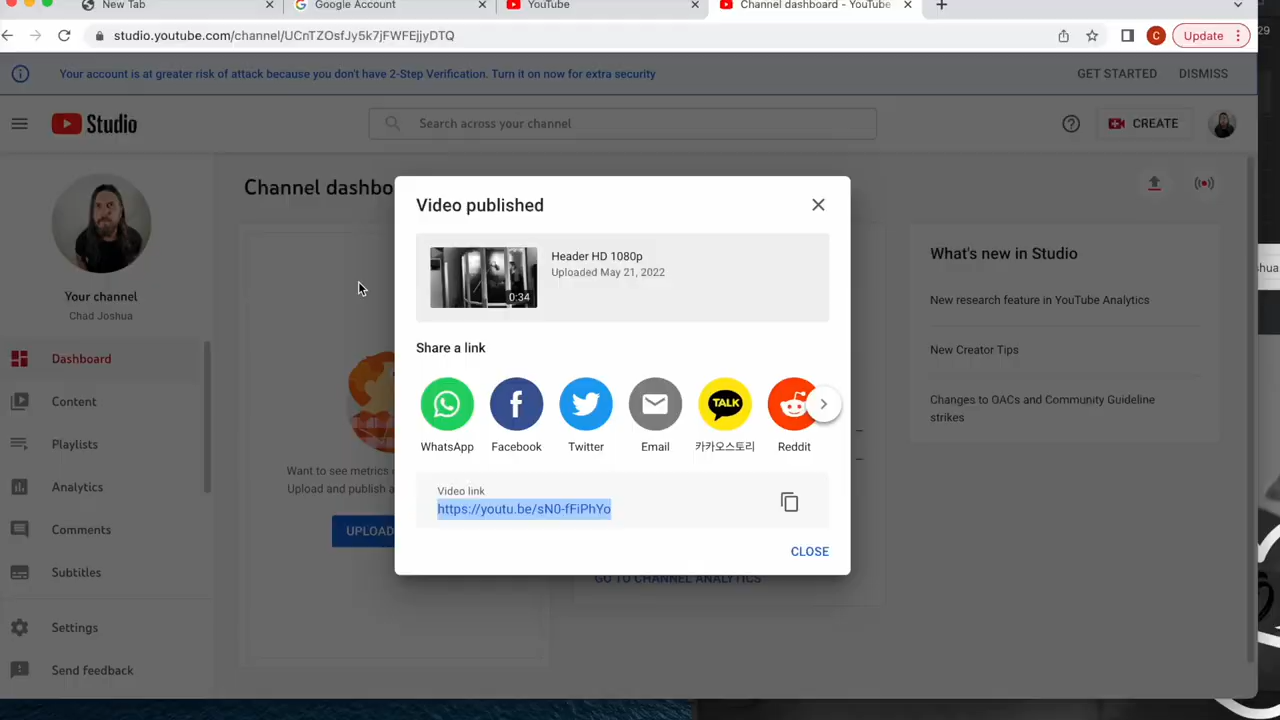 New Tab
Google Account
YouTube
Channel dashboard - YouTube
studio.youtube.com/channel/UCnTZOsfJy5k7jFWFEjjyDTQ
C
Update
29
Your account is at greater risk of attack because you don't have 2-Step Verification. Turn it on now for extra security
GET STARTED
DISMISS
Studio
Search across your channel
CREATE
Your channel
Chad Joshua
Dashboard
Content
Playlists
Analytics
Comments
Subtitles
Settings
Send feedback
Channel dashbo
Want to see metrics
Upload and publish a
UPLOAD
Video published
Header HD 1080p
Uploaded May 21, 2022
0:34
Share a link
TALK
WhatsApp
Facebook
Twitter
Email
카카오스토리
Reddit
Video link
https://youtu.be/sN0-fFiPhYo
CLOSE
GO TO CHANNEL ANALYTICS
What's new in Studio
New research feature in YouTube Analytics
New Creator Tips
Changes to OACs and Community Guideline
strikes
hua